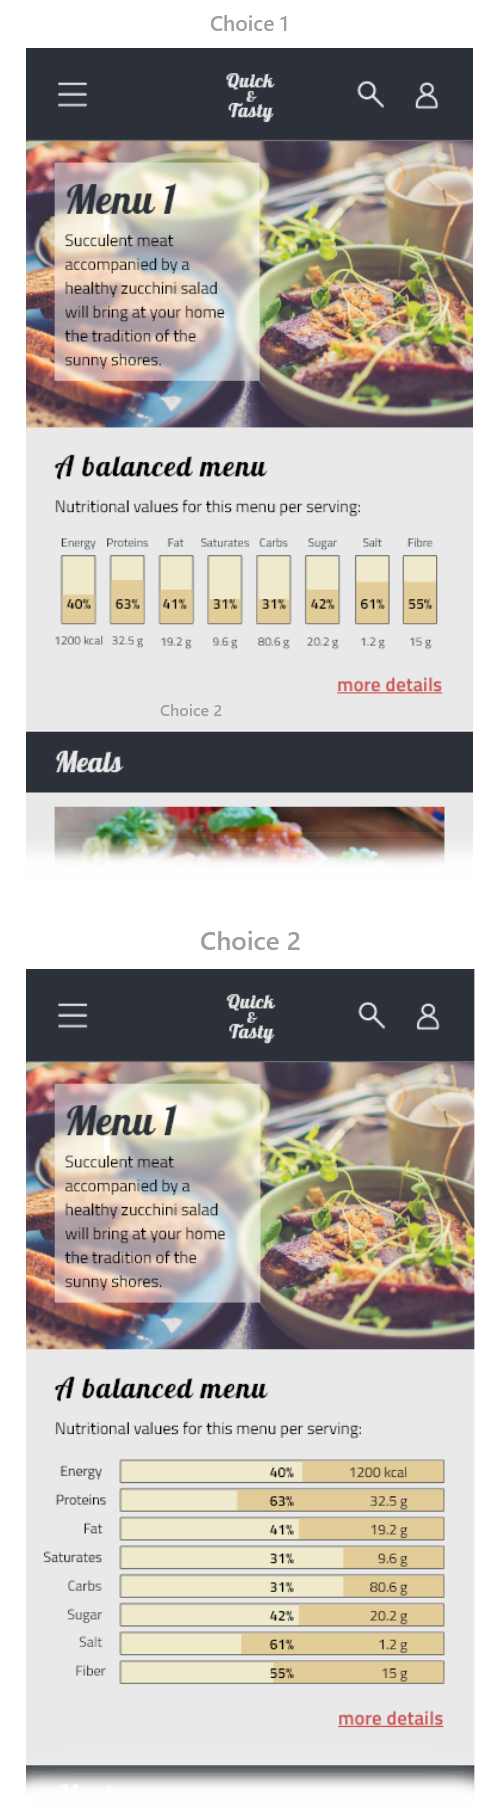 Choice 1
Quick
&
Tasty
Menu 1
Succulent meat
accompanied by a
healthy zucchini salad
will bring at your home
the tradition of the
sunny shores.
A balanced menu
Nutritional values for this menu per serving:
Energy Proteins Fat Saturates Carbs Sugar Salt Fibre
40% 63% 41% 31% 31% 42% 61% 55%
1200 kcal 32.5 g 19.2 g 9.6 g 80.6 g 20.2 g 1.2 g 15 g
more details
Choice 2
Meals
Choice 2
Quick
&
Tasty
Menu 1
Succulent meat
accompanied by a
healthy zucchini salad
will bring at your home
the tradition of the
sunny shores.
A balanced menu
Nutritional values for this menu per serving:
Energy 40% 1200 kcal
Proteins 63% 32.5 g
Fat 41% 19.2 g
Saturates 31% 9.6 g
Carbs 31% 80.6 g
Sugar 42% 20.2 g
Salt 61% 1.2 g
Fiber 55% 15 g
more details